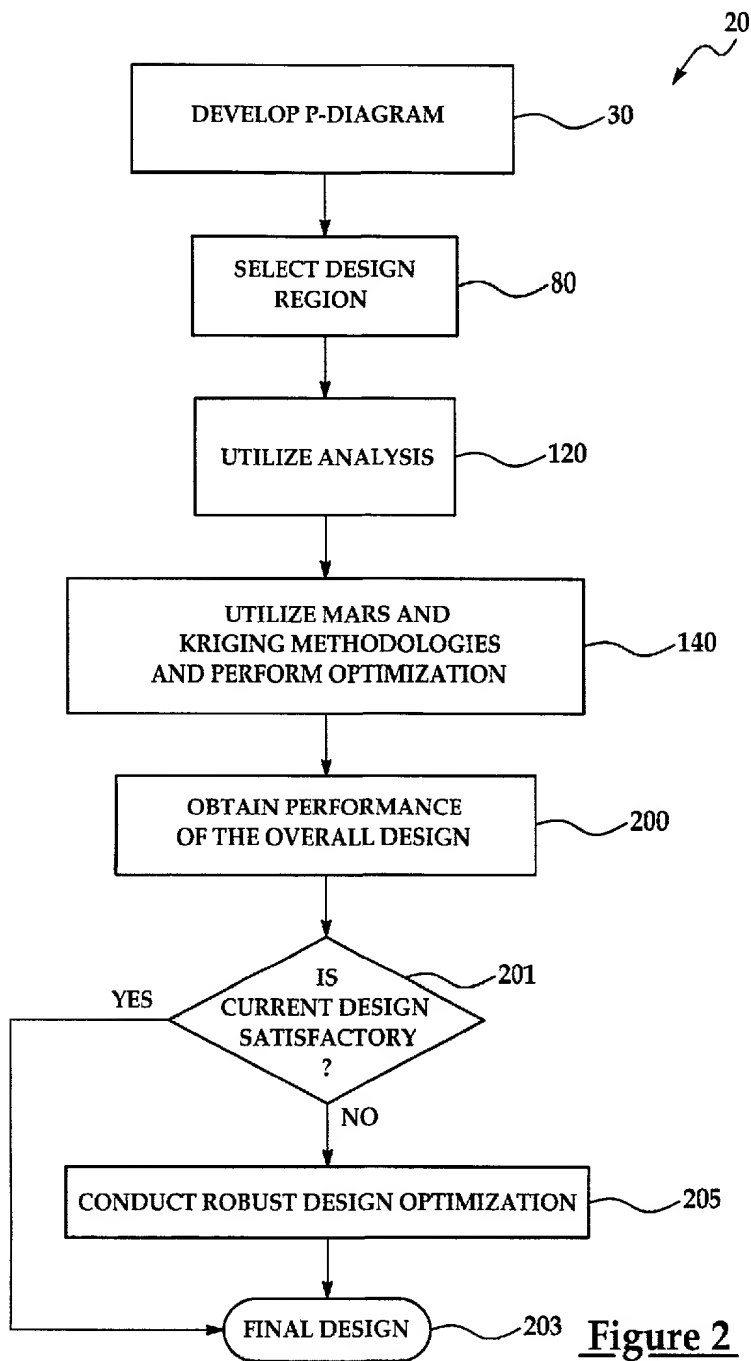 20
DEVELOP P-DIAGRAM
30
SELECT DESIGN
REGION
80
UTILIZE ANALYSIS
120
UTILIZE MARS AND
KRIGING METHODOLOGIES
AND PERFORM OPTIMIZATION
140
OBTAIN PERFORMANCE
OF THE OVERALL DESIGN
200
IS
CURRENT DESIGN
SATISFACTORY
?
201
YES
NO
CONDUCT ROBUST DESIGN OPTIMIZATION
205
FINAL DESIGN
203
Figure 2